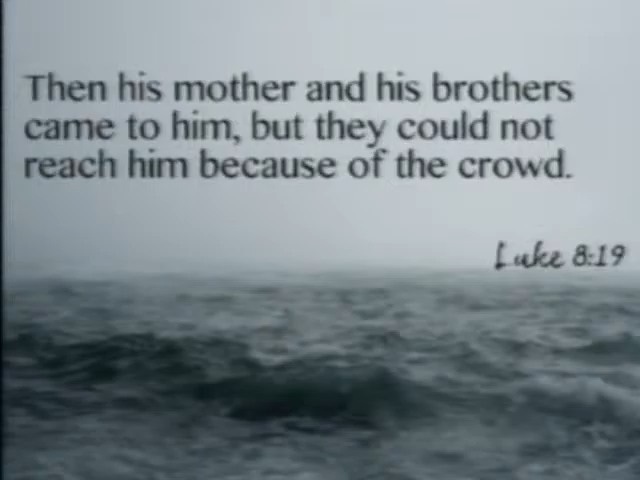 Then his mother and his brothers
came to him, but they could not
reach him because of the crowd.
Luke 8:19